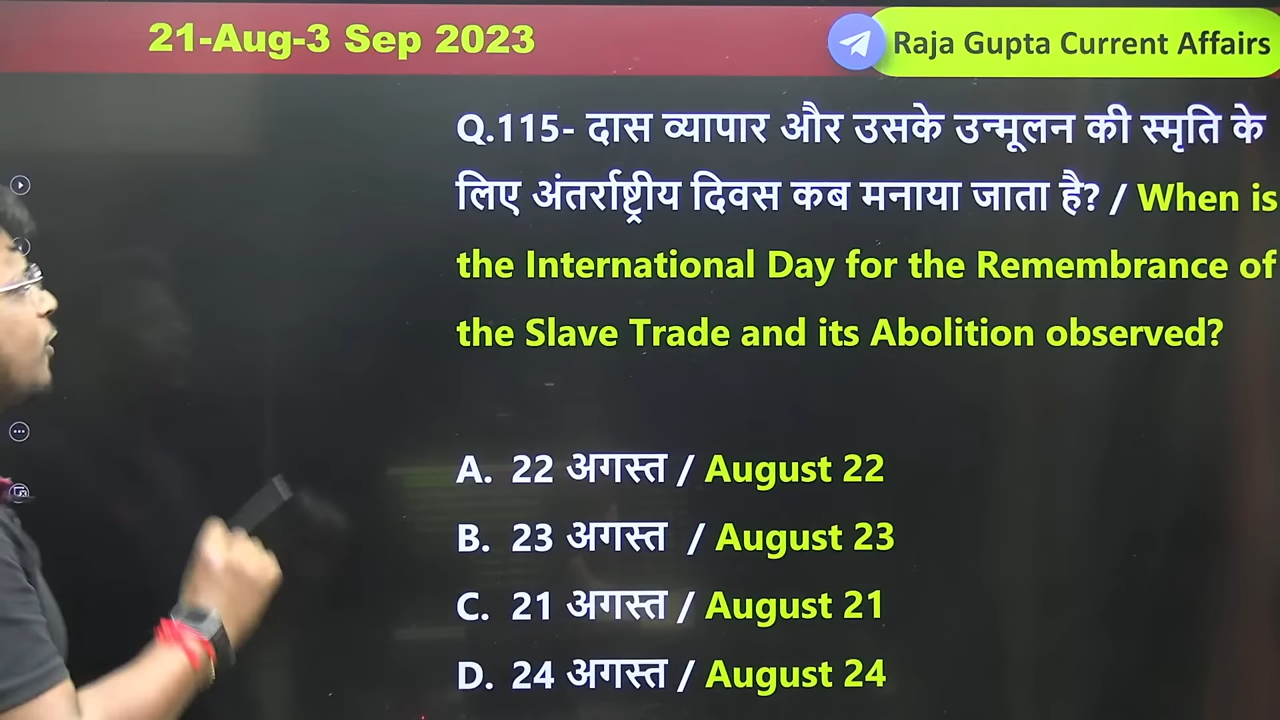 21-Aug-3 Sep 2023
Raja Gupta Current Affairs
Q.115- दास व्यापार और उसके उन्मूलन की स्मृति के
लिए अंतर्राष्ट्रीय दिवस कब मनाया जाता है? / When is
the International Day for the Remembrance of
the Slave Trade and its Abolition observed?
A. 22 अगस्त / August 22
B. 23 अगस्त / August 23
C. 21 अगस्त / August 21
D. 24 अगस्त / August 24